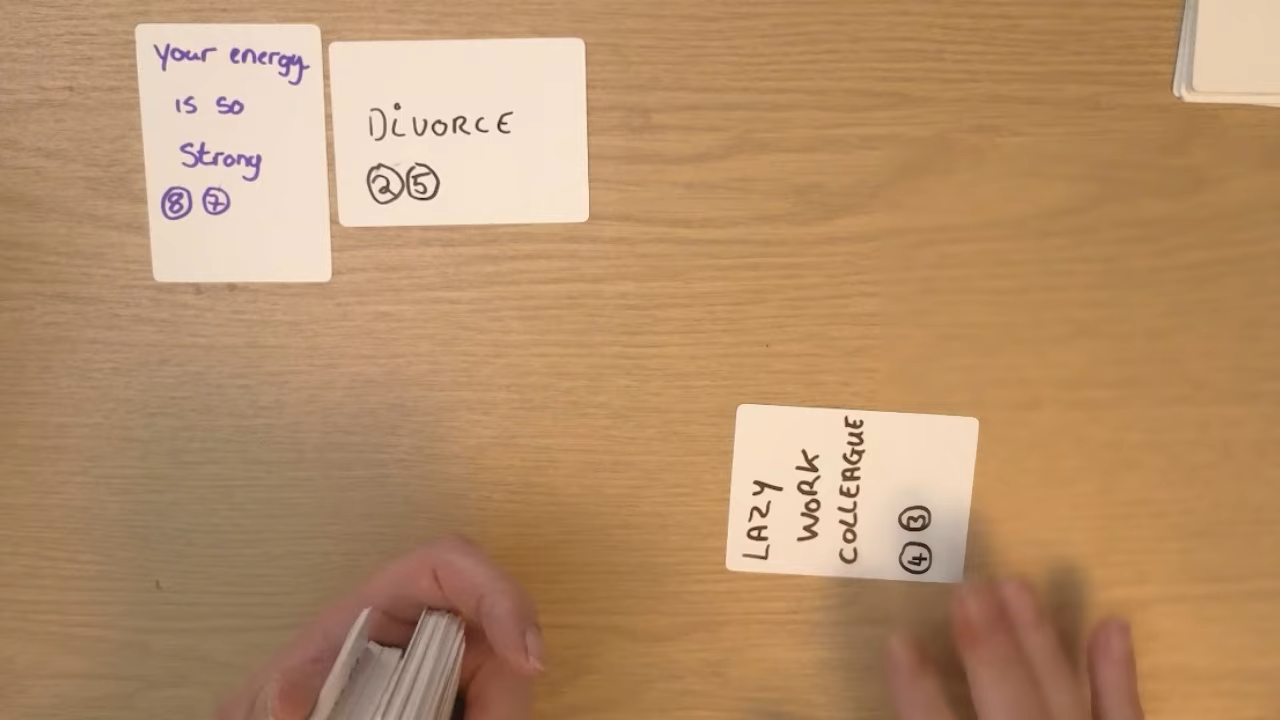 Your energy
is so
Strong
8 7
DiVORCE
2 5
LAZY
WORK
COLLEAGUE
4 3